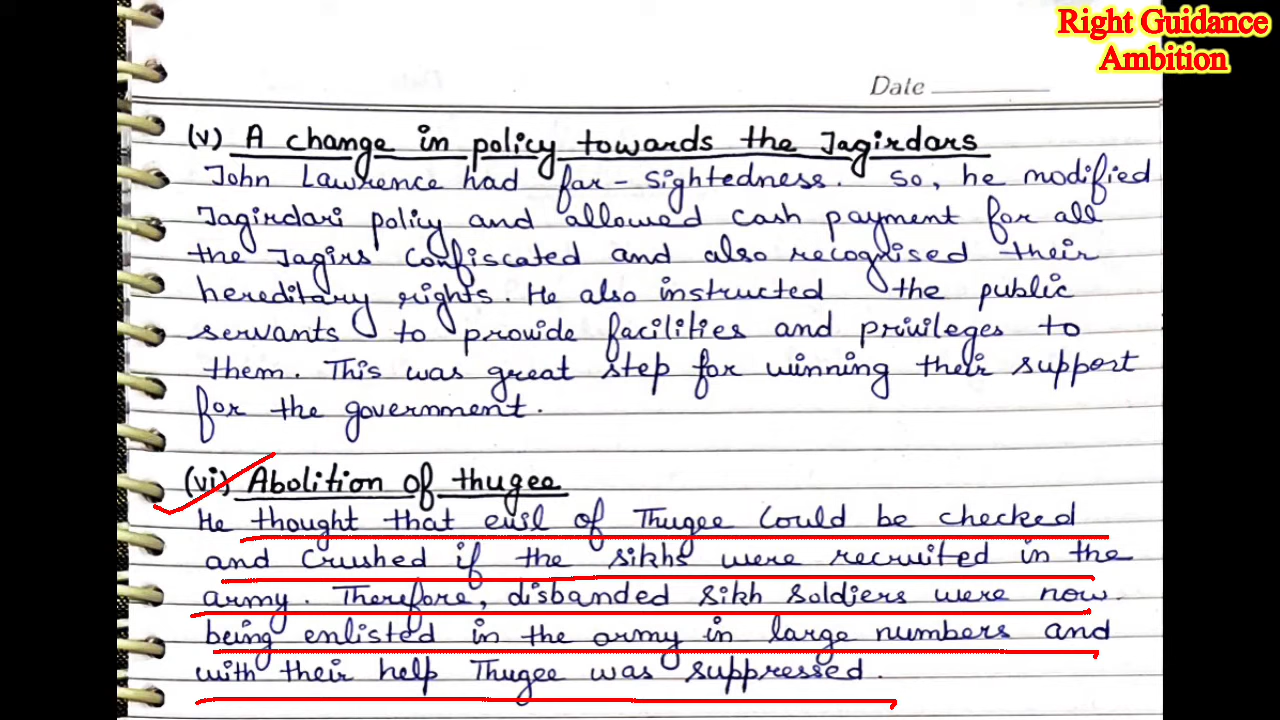 Right Guidance
Ambition
Date
(v) A change in policy towards the Jagirdars
John Lawrence had far-sightedness. So, he modified
Jagirdari policy and allowed cash payment for all
the Jagirs confiscated and also recognised their
hereditary rights. He also instructed the public
servants to provide facilities and privileges to
them. This was great step for winning their support
for the government.
(vi) Abolition of thugee
He thought that evil of Thugee could be checked
and crushed if the sikhs were recruited in the
army. Therefore, disbanded sikh soldiers were now
being enlisted in the army in large numbers and
with their help Thugee was suppressed.